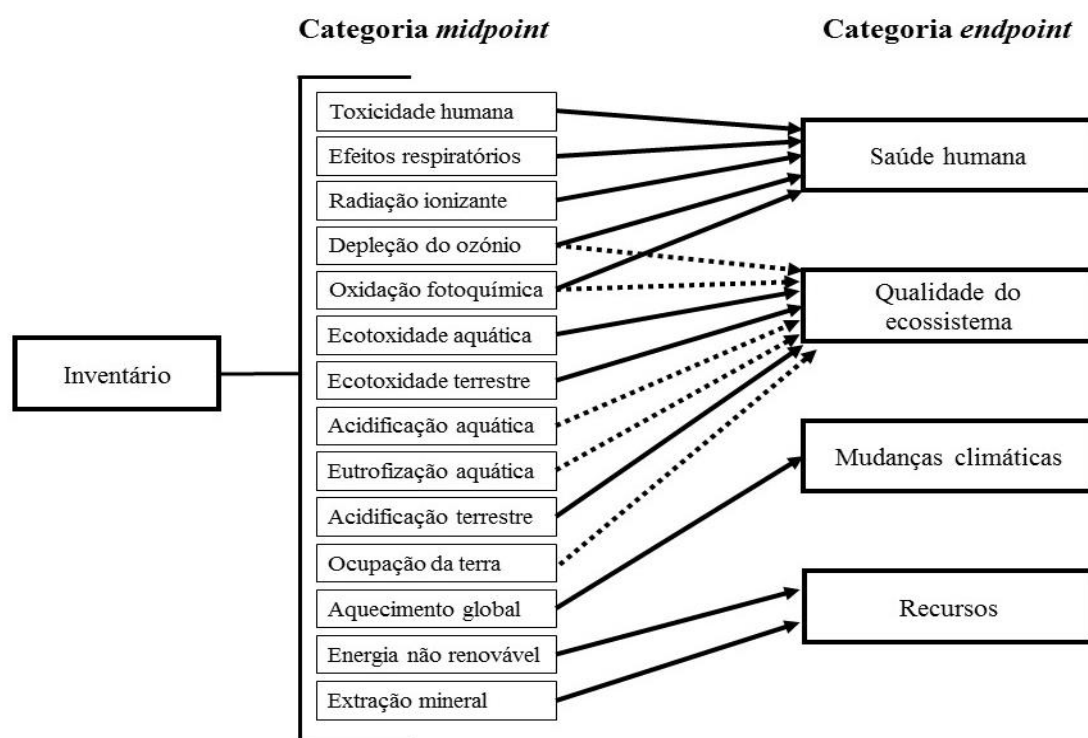 Categoria midpoint
Categoria endpoint
Inventário
Toxicidade humana
Efeitos respiratórios
Radiação ionizante
Depleção do ozónio
Oxidação fotoquímica
Ecotoxidade aquática
Ecotoxidade terrestre
Acidificação aquática
Eutrofização aquática
Acidificação terrestre
Ocupação da terra
Aquecimento global
Energia não renovável
Extração mineral
Saúde humana
Qualidade do
ecossistema
Mudanças climáticas
Recursos